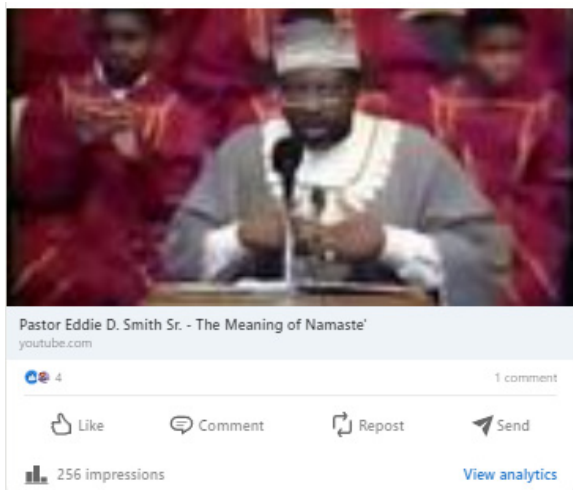 Pastor Eddie D. Smith Sr. - The Meaning of Namaste'
youtube.com
4
1 comment
Like
Comment
Repost
Send
256 impressions
View analytics